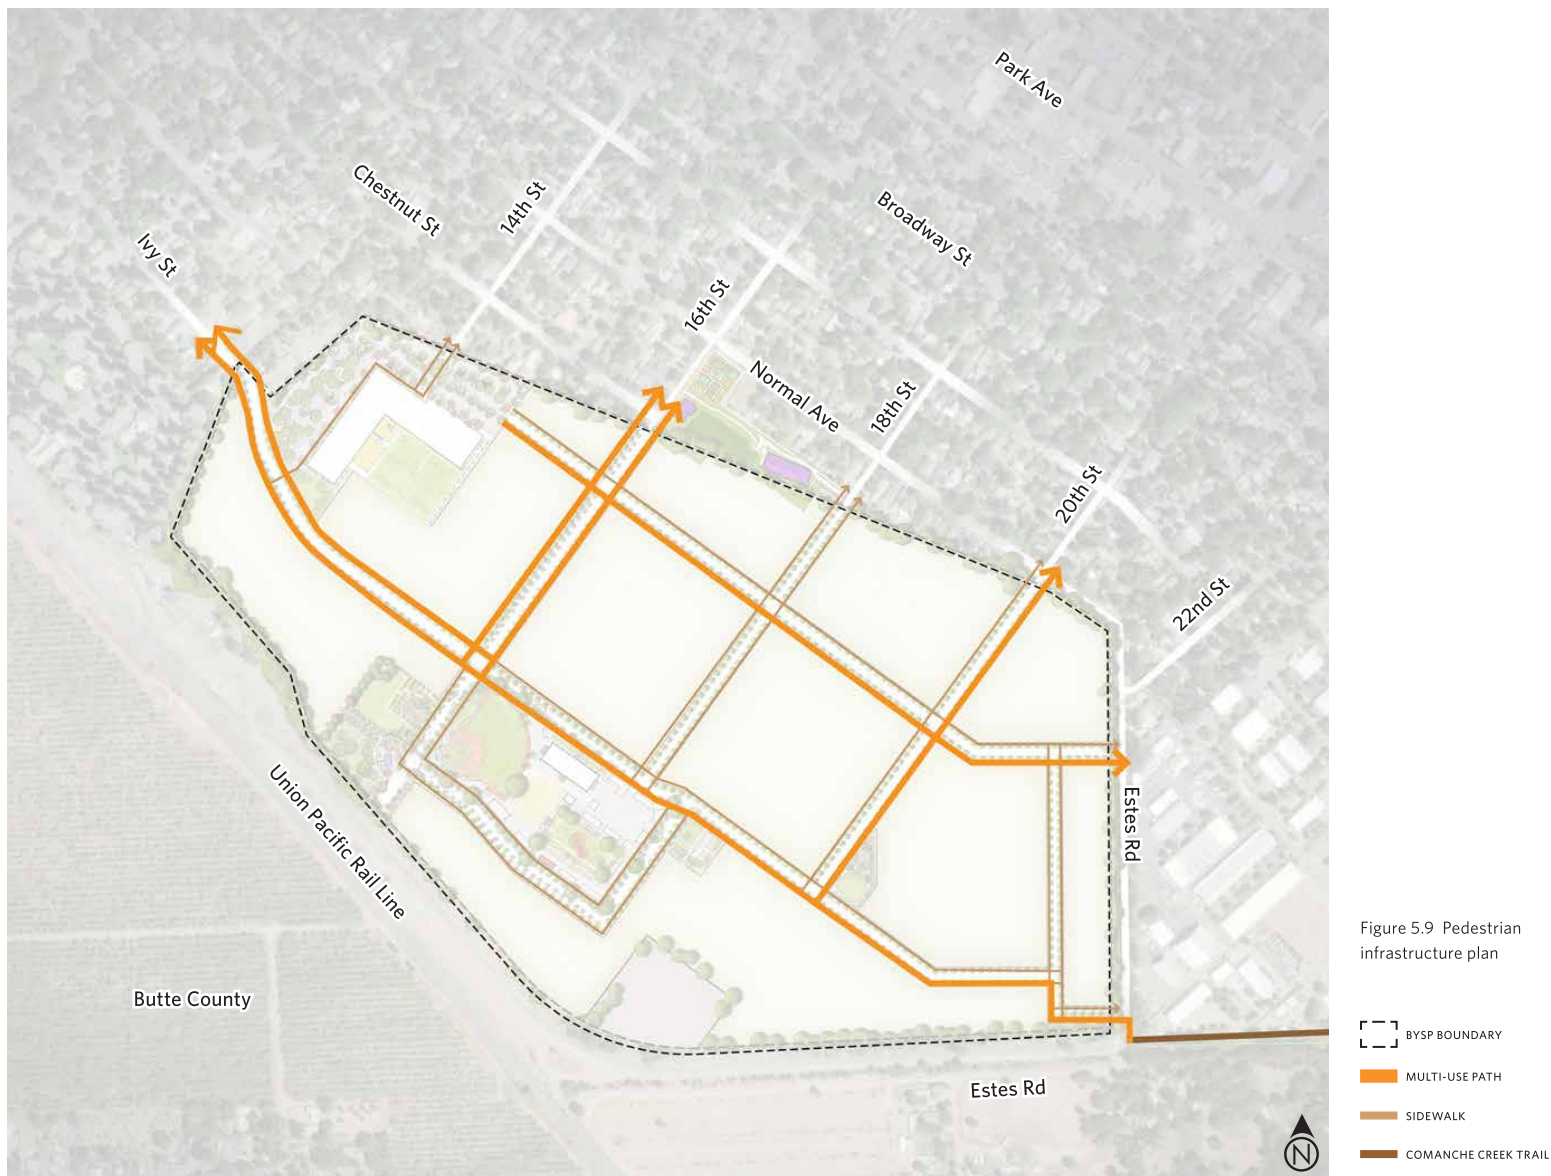 Park Ave
Chestnut St
14th St
Broadway St
Ivy St
16th St
Normal Ave
18th St
20th St
22nd St
Union Pacific Rail Line
Estes Rd
Butte County
Estes Rd
N
Figure 5.9 Pedestrian
infrastructure plan
BYSP BOUNDARY
MULTI-USE PATH
SIDEWALK
COMANCHE CREEK TRAIL